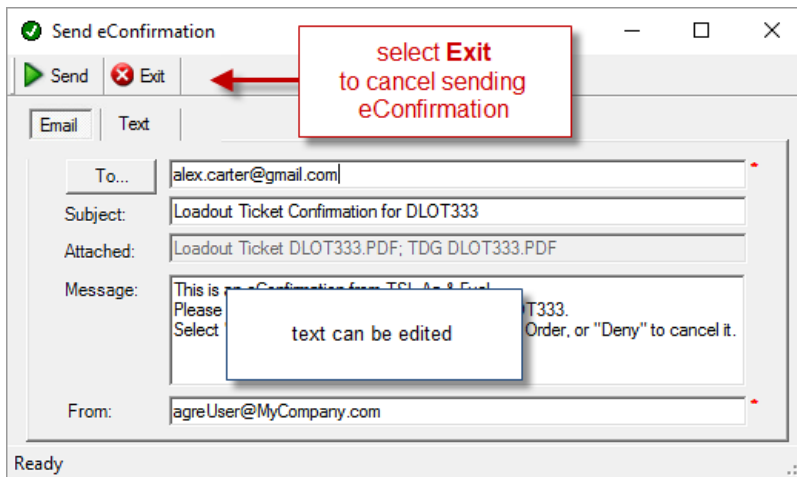 Send eConfirmation
select Exit
to cancel sending
eConfirmation
Send Exit
Email Text
To... alex.carter@gmail.com *
Subject: Loadout Ticket Confirmation for DLOT333
Attached: Loadout Ticket DLOT333.PDF; TDG DLOT333.PDF
Message: This is an eConfirmation from TSI Ag & Fuel
Please T333.
Select Order, or "Deny" to cancel it.
text can be edited
From: agreUser@MyCompany.com *
Ready